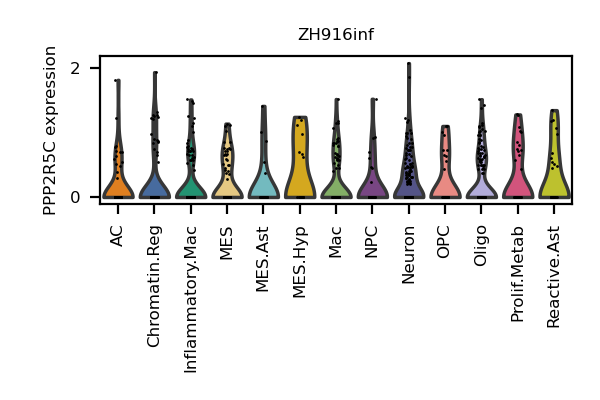 ZH916inf
PPP2R5C expression
2
0
AC
Chromatin.Reg
Inflammatory.Mac
MES
MES.Ast
MES.Hyp
Mac
NPC
Neuron
OPC
Oligo
Prolif.Metab
Reactive.Ast